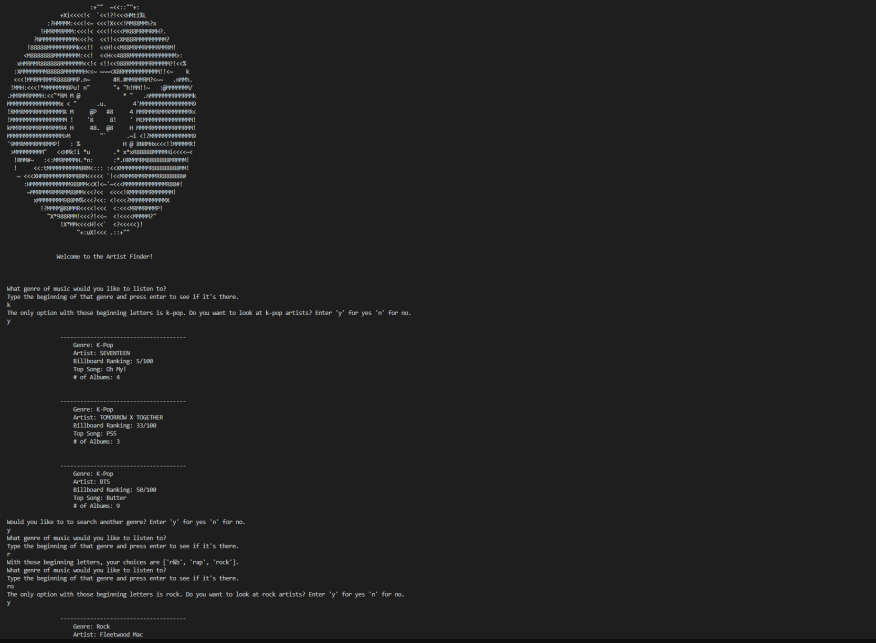 Welcome to the Artist Finder!
What genre of music would you like to listen to?
Type the beginning of that genre and press enter to see if it's there.
k
The only option with those beginning letters is k-pop. Do you want to look at k-pop artists? Enter 'y' for yes 'n' for no.
y
--------------------------------------
Genre: K-Pop
Artist: SEVENTEEN
Billboard Ranking: 5/100
Top Song: Oh My!
# of Albums: 4
--------------------------------------
Genre: K-Pop
Artist: TOMORROW X TOGETHER
Billboard Ranking: 33/100
Top Song: PS5
# of Albums: 3
--------------------------------------
Genre: K-Pop
Artist: BTS
Billboard Ranking: 50/100
Top Song: Butter
# of Albums: 9
Would you like to to search another genre? Enter 'y' for yes 'n' for no.
y
What genre of music would you like to listen to?
Type the beginning of that genre and press enter to see if it's there.
r
With those beginning letters, your choices are ['r&b', 'rap', 'rock'].
What genre of music would you like to listen to?
Type the beginning of that genre and press enter to see if it's there.
ro
The only option with those beginning letters is rock. Do you want to look at rock artists? Enter 'y' for yes 'n' for no.
y
--------------------------------------
Genre: Rock
Artist: Fleetwood Mac